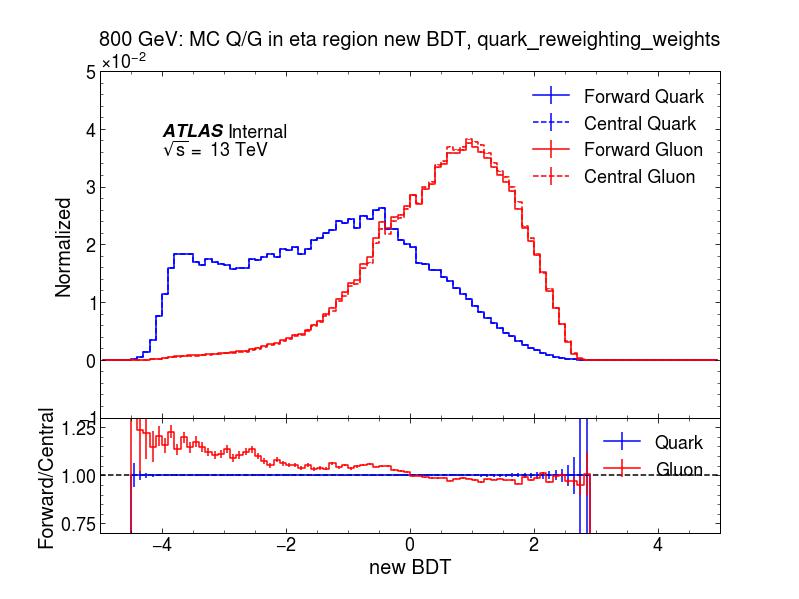 800 GeV: MC Q/G in eta region new BDT, quark_reweighting_weights
×10⁻²
5
4
3
2
1
0
−1
Normalized
ATLAS Internal
√s = 13 TeV
Forward Quark
Central Quark
Forward Gluon
Central Gluon
1.25
1.00
0.75
Forward/Central
Quark
Gluon
−4 −2 0 2 4
new BDT